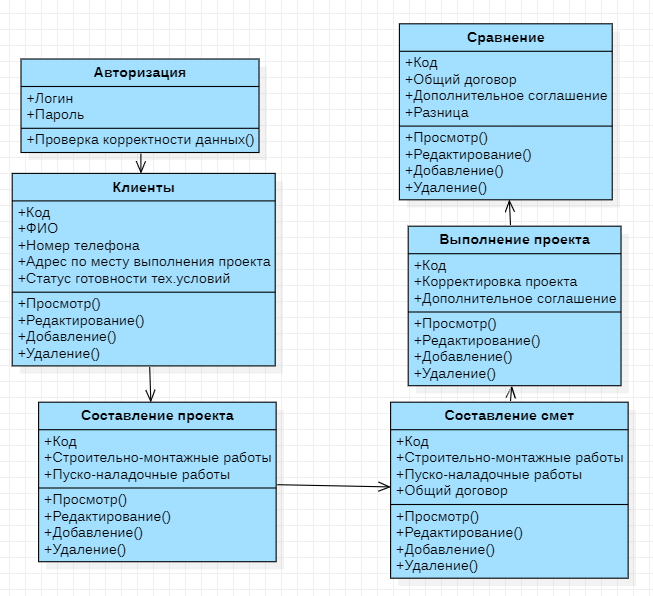 Авторизация
+Логин
+Пароль
+Проверка корректности данных()
Клиенты
+Код
+ФИО
+Номер телефона
+Адрес по месту выполнения проекта
+Статус готовности тех.условий
+Просмотр()
+Редактирование()
+Добавление()
+Удаление()
Составление проекта
+Код
+Строительно-монтажные работы
+Пуско-наладочные работы
+Просмотр()
+Редактирование()
+Добавление()
+Удаление()
Составление смет
+Код
+Строительно-монтажные работы
+Пуско-наладочные работы
+Общий договор
+Просмотр()
+Редактирование()
+Добавление()
+Удаление()
Выполнение проекта
+Код
+Корректировка проекта
+Дополнительное соглашение
+Просмотр()
+Редактирование()
+Добавление()
+Удаление()
Сравнение
+Код
+Общий договор
+Дополнительное соглашение
+Разница
+Просмотр()
+Редактирование()
+Добавление()
+Удаление()